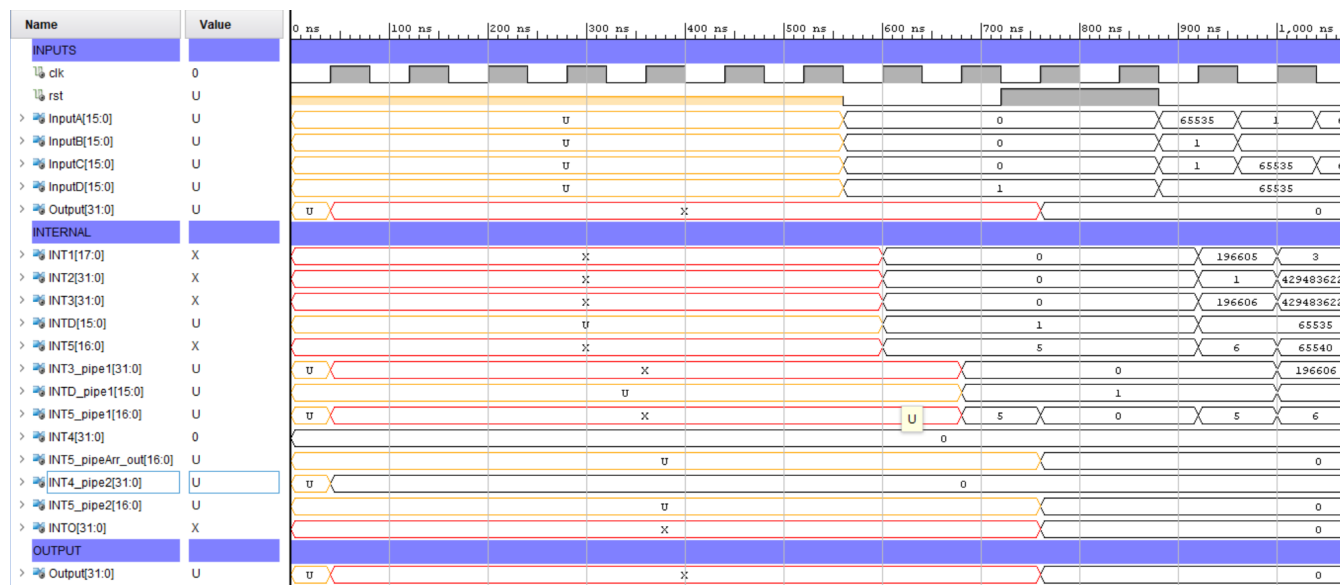 Name Value 0 ns 100 ns 200 ns 300 ns 400 ns 500 ns 600 ns 700 ns 800 ns 900 ns 1,000 ns
INPUTS
clk 0
rst U
InputA[15:0] U U 0 65535 1
InputB[15:0] U U 0 1
InputC[15:0] U U 0 1 65535
InputD[15:0] U U 1 65535
Output[31:0] U U X 0
INTERNAL
INT1[17:0] X X 0 196605 3
INT2[31:0] X X 0 1 429483622
INT3[31:0] X X 0 196606 429483622
INTD[15:0] U U 1 65535
INT5[16:0] X X 5 6 65540
INT3_pipe1[31:0] U U X 0 196606
INTD_pipe1[15:0] U U 1
INT5_pipe1[16:0] U U X U 5 0 5 6
INT4[31:0] 0 0
INT5_pipeArr_out[16:0] U U 0
INT4_pipe2[31:0] U U 0
INT5_pipe2[16:0] U U 0
INTO[31:0] X X 0
OUTPUT
Output[31:0] U U X 0